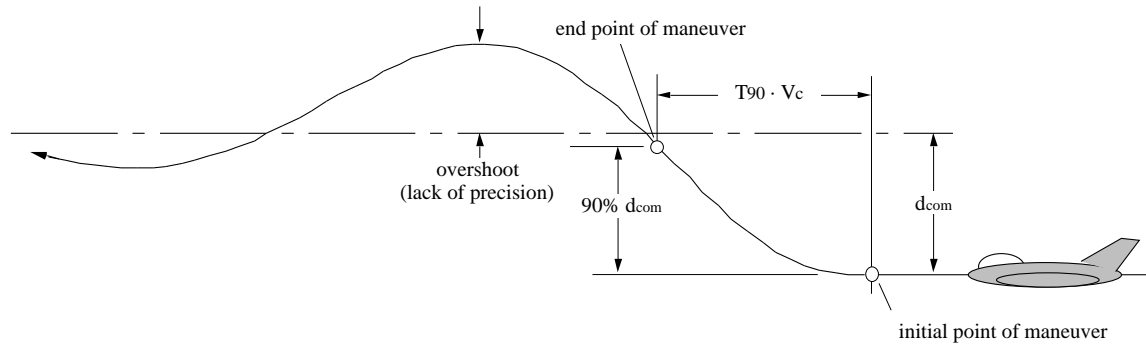 end point of maneuver
T90 · Vc
overshoot
(lack of precision)
90% dcom
dcom
initial point of maneuver